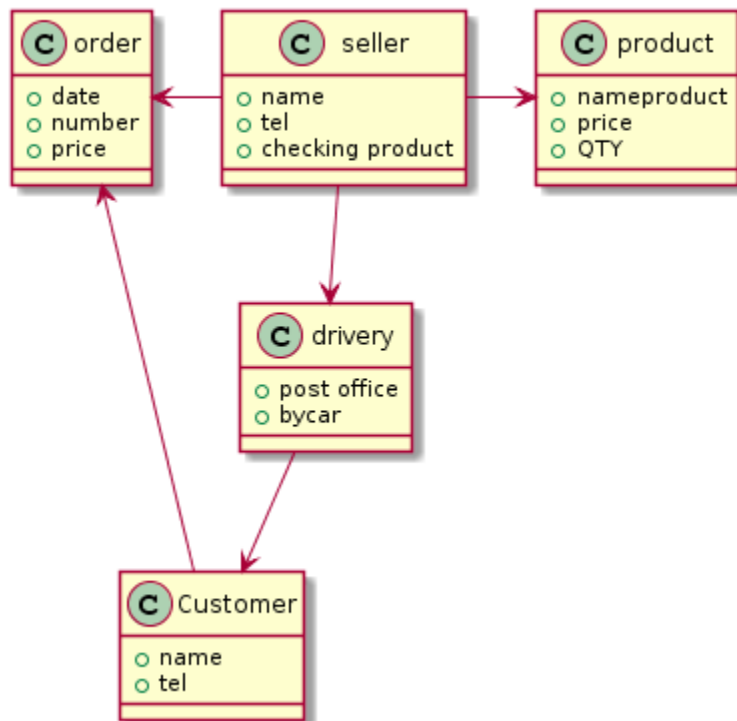 C order
date
number
price
C seller
name
tel
checking product
C product
nameproduct
price
QTY
C drivery
post office
bycar
C Customer
name
tel